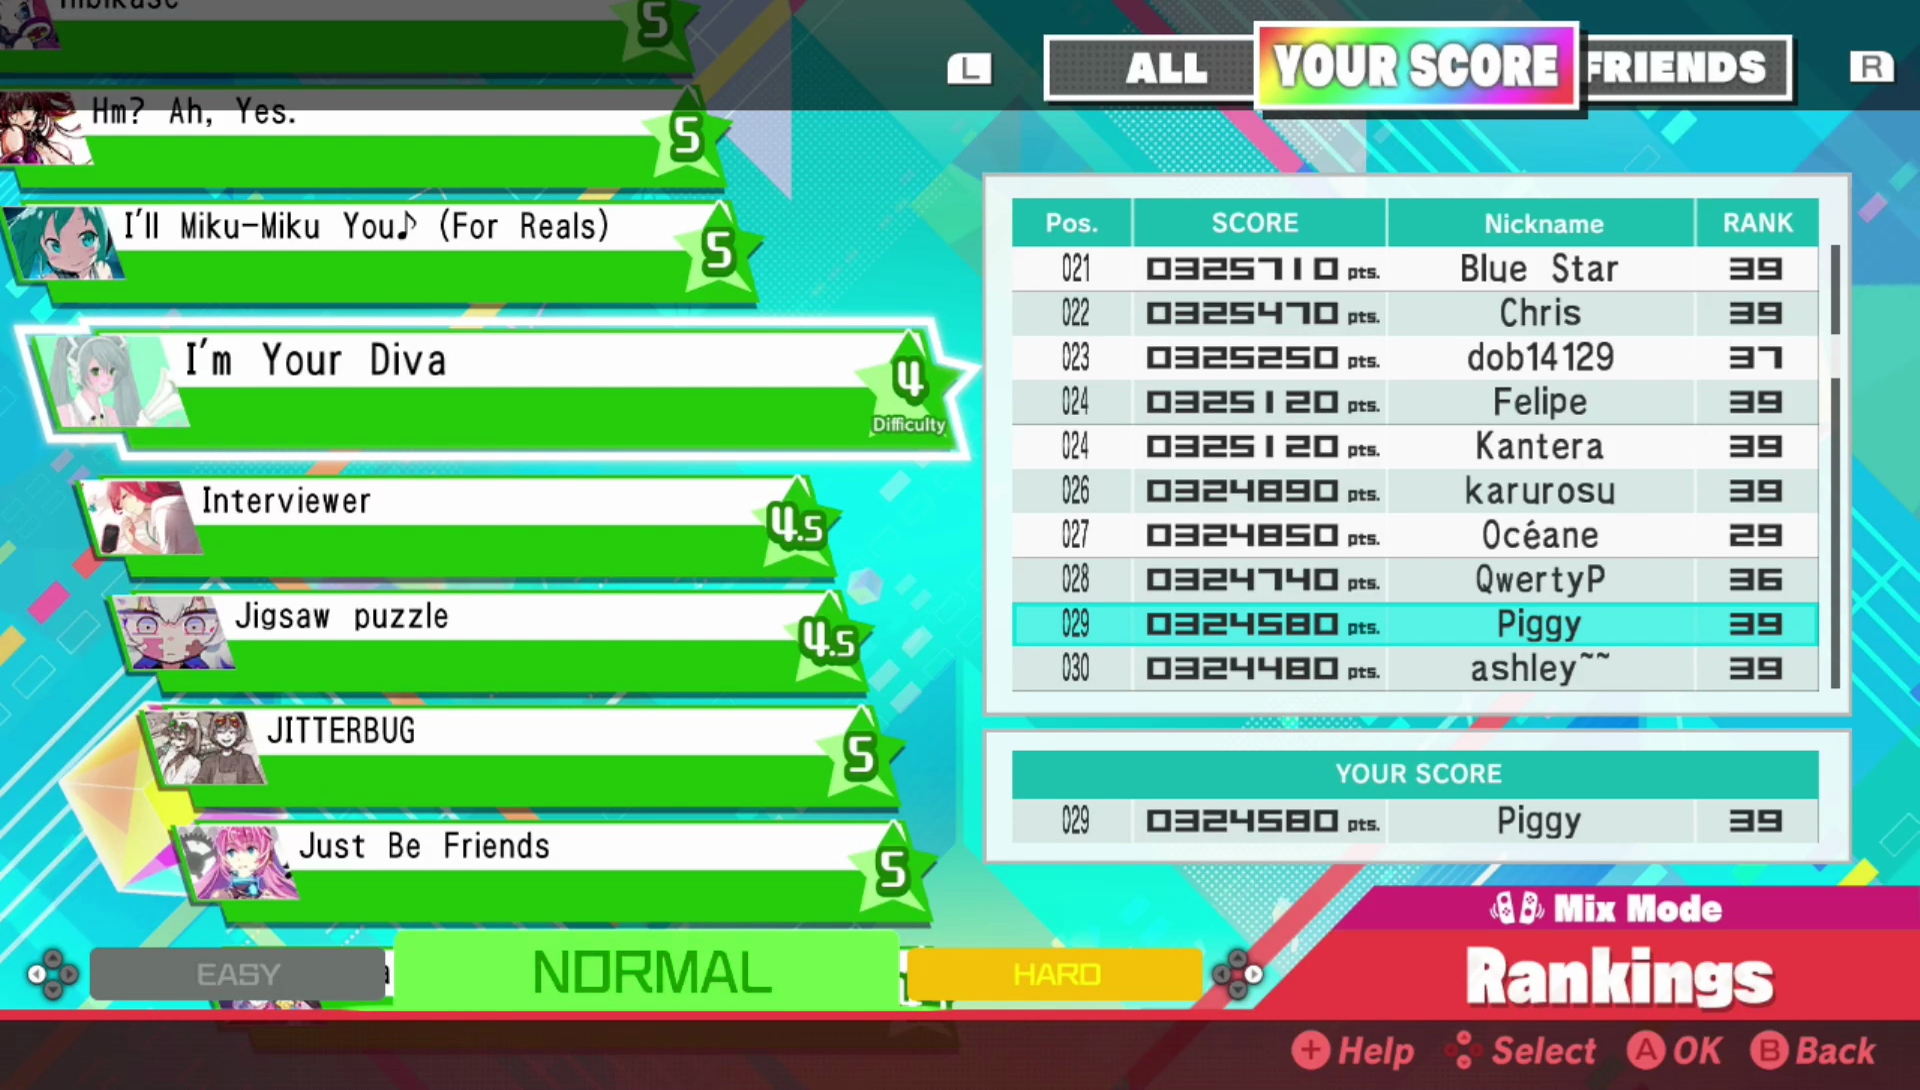 Hibikase
5
Hm? Ah, Yes.
5
I'll Miku-Miku You♪ (For Reals)
5
I'm Your Diva
4
Difficulty
Interviewer
4.5
Jigsaw puzzle
4.5
JITTERBUG
5
Just Be Friends
5
EASY
NORMAL
HARD
L
ALL
YOUR SCORE
FRIENDS
R
Pos. SCORE Nickname RANK
021 0325710 pts. Blue Star 39
022 0325470 pts. Chris 39
023 0325250 pts. dob14129 37
024 0325120 pts. Felipe 39
024 0325120 pts. Kantera 39
026 0324890 pts. karurosu 39
027 0324850 pts. Océane 29
028 0324740 pts. QwertyP 36
029 0324580 pts. Piggy 39
030 0324480 pts. ashley~~ 39
YOUR SCORE
029 0324580 pts. Piggy 39
Mix Mode
Rankings
+ Help Select A OK B Back